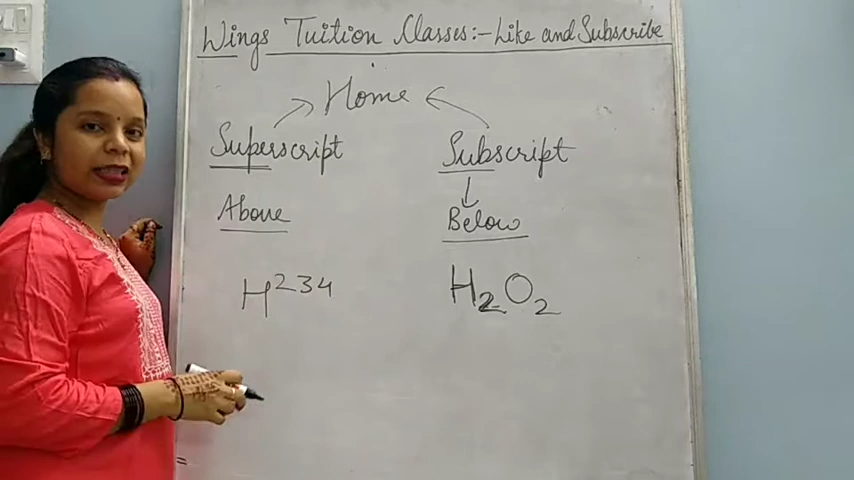 Wings Tuition Classes:- Like and Subscribe
Home
Superscript Subscript
Above Below
H²³⁴ H₂O₂